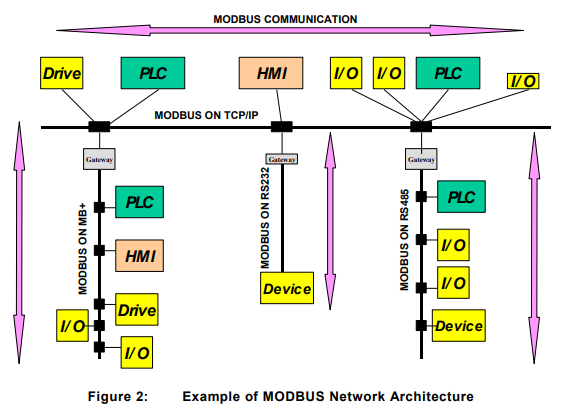 MODBUS COMMUNICATION
Drive
PLC
HMI
I/O
I/O
PLC
I/O
MODBUS ON TCP/IP
Gateway
Gateway
Gateway
MODBUS ON MB+
PLC
HMI
Drive
I/O
I/O
MODBUS ON RS232
Device
MODBUS ON RS485
PLC
I/O
I/O
Device
Figure 2: Example of MODBUS Network Architecture